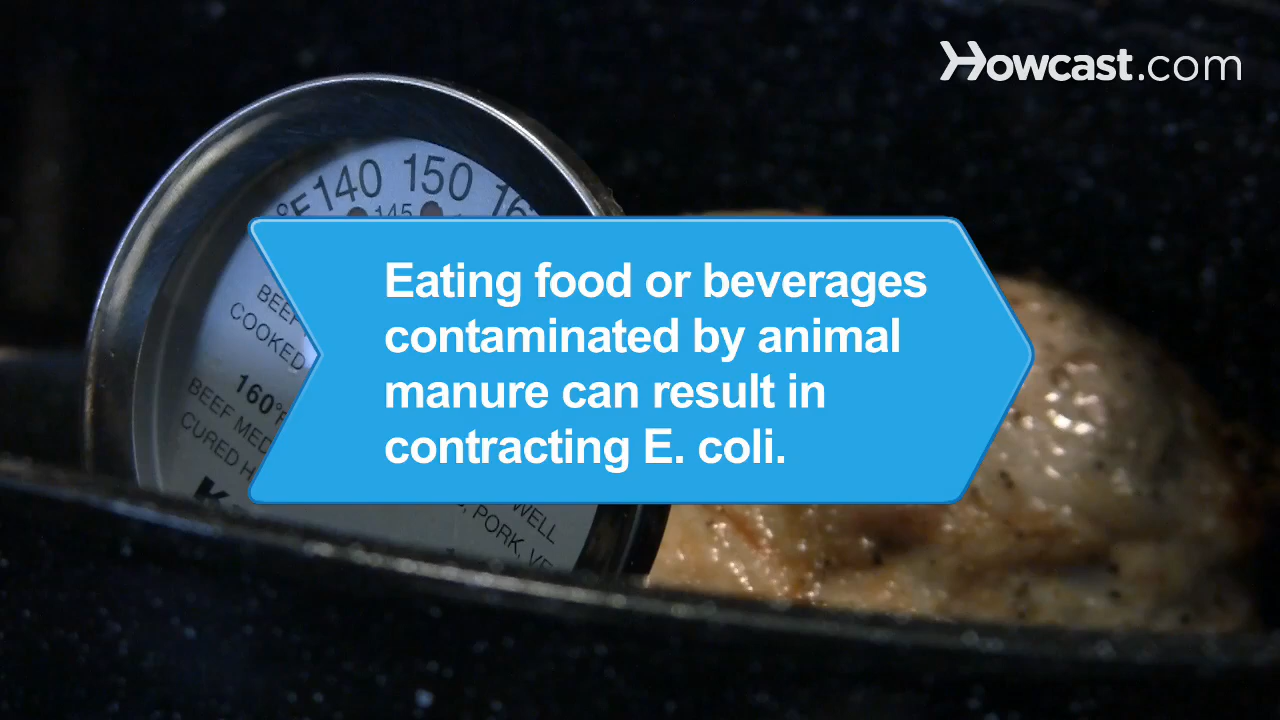 Howcast.com
°F 140 150
145
BEEF
COOKED
160°F
BEEF MED
CURED
WELL
PORK,
Eating food or beverages
contaminated by animal
manure can result in
contracting E. coli.